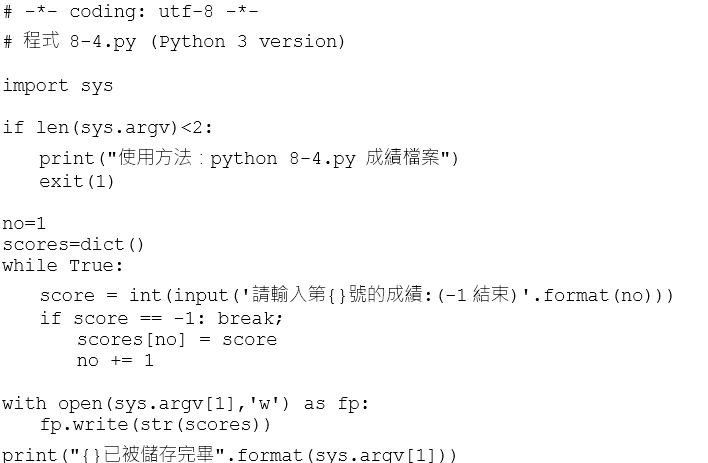 # -*- coding: utf-8 -*-
# 程式 8-4.py (Python 3 version)
import sys
if len(sys.argv)<2:
    print("使用方法：python 8-4.py 成績檔案")
    exit(1)
no=1
scores=dict()
while True:
    score = int(input('請輸入第{}號的成績:(-1結束)'.format(no)))
    if score == -1: break;
        scores[no] = score
        no += 1
with open(sys.argv[1],'w') as fp:
    fp.write(str(scores))
print("{}已被儲存完畢".format(sys.argv[1]))